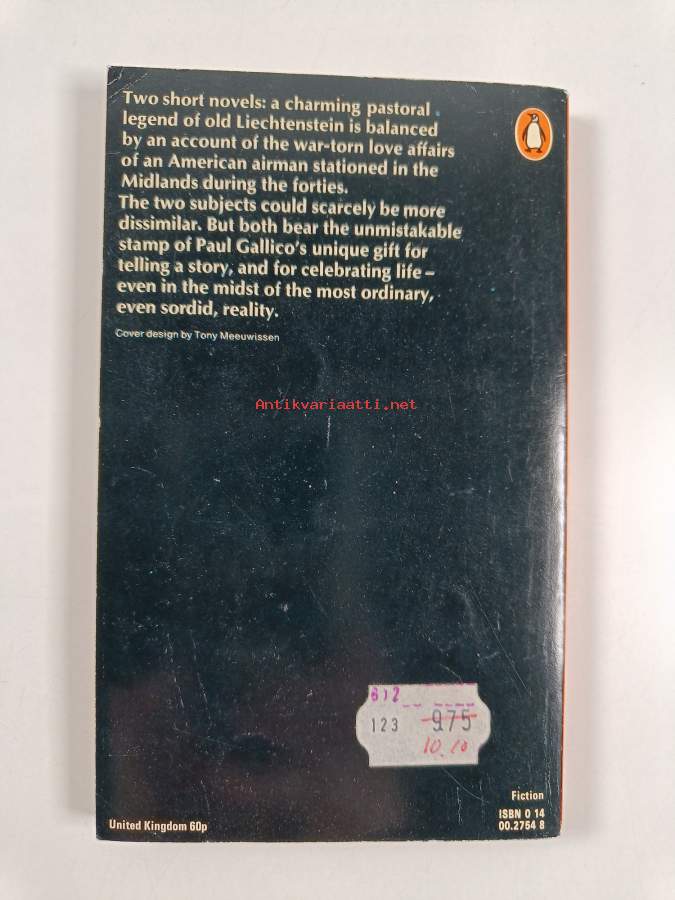 Two short novels: a charming pastoral
legend of old Liechtenstein is balanced
by an account of the war-torn love affairs
of an American airman stationed in the
Midlands during the forties.
The two subjects could scarcely be more
dissimilar. But both bear the unmistakable
stamp of Paul Gallico's unique gift for
telling a story, and for celebrating life –
even in the midst of the most ordinary,
even sordid, reality.
Cover design by Tony Meeuwissen
Antikvariaatti.net
612
123 9.75
10.10
Fiction
ISBN 0 14
00.2754 8
United Kingdom 60p